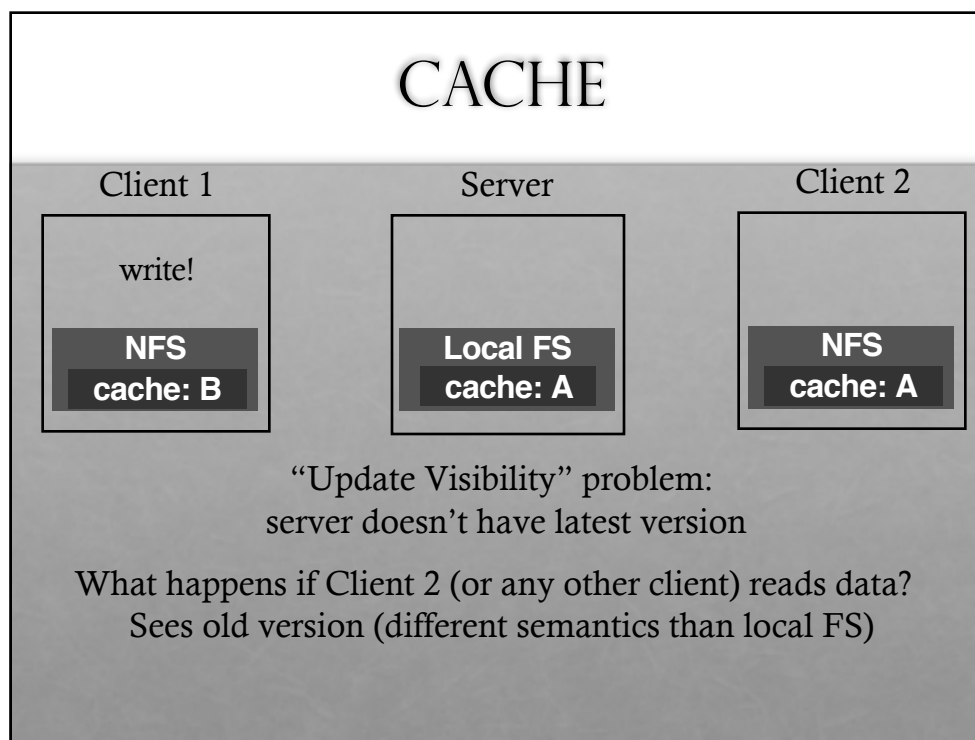 CACHE
Client 1
Server
Client 2
write!
NFS
cache: B
Local FS
cache: A
NFS
cache: A
“Update Visibility” problem:
server doesn’t have latest version
What happens if Client 2 (or any other client) reads data?
Sees old version (different semantics than local FS)